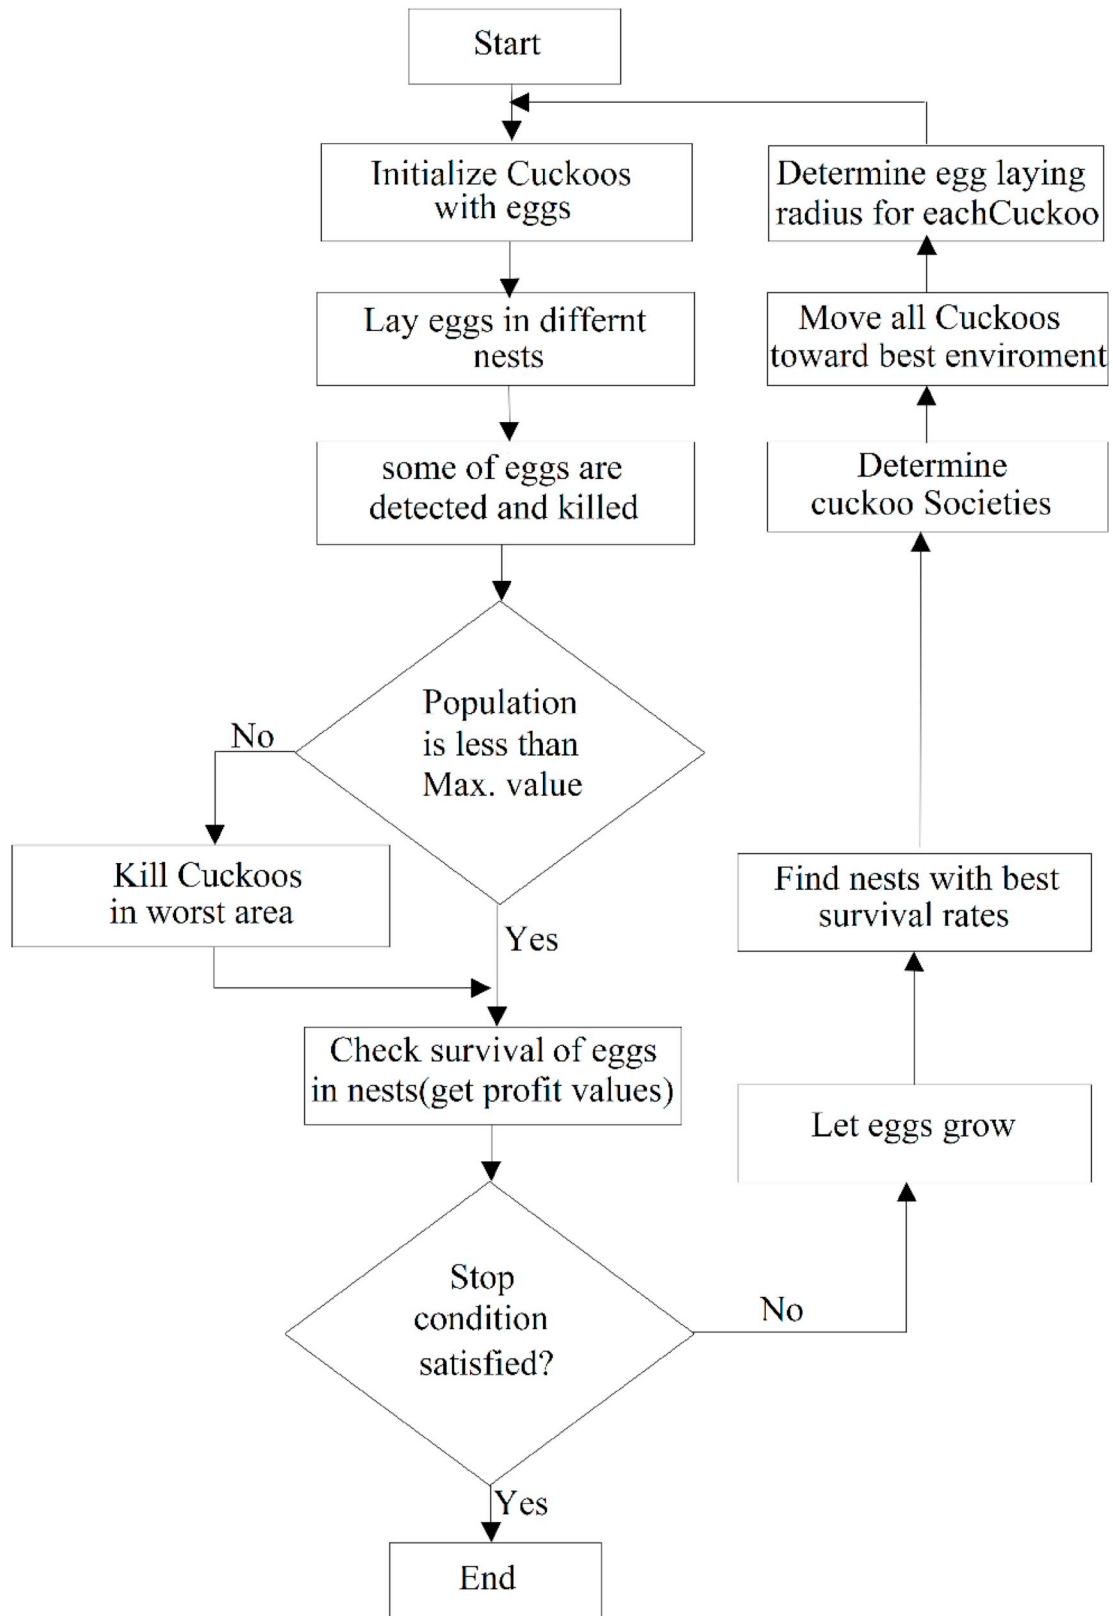 Start
Initialize Cuckoos
with eggs
Lay eggs in differnt
nests
some of eggs are
detected and killed
Population
is less than
Max. value
No
Kill Cuckoos
in worst area
Yes
Check survival of eggs
in nests(get profit values)
Stop
condition
satisfied?
No
Yes
End
Let eggs grow
Find nests with best
survival rates
Determine
cuckoo Societies
Move all Cuckoos
toward best enviroment
Determine egg laying
radius for eachCuckoo